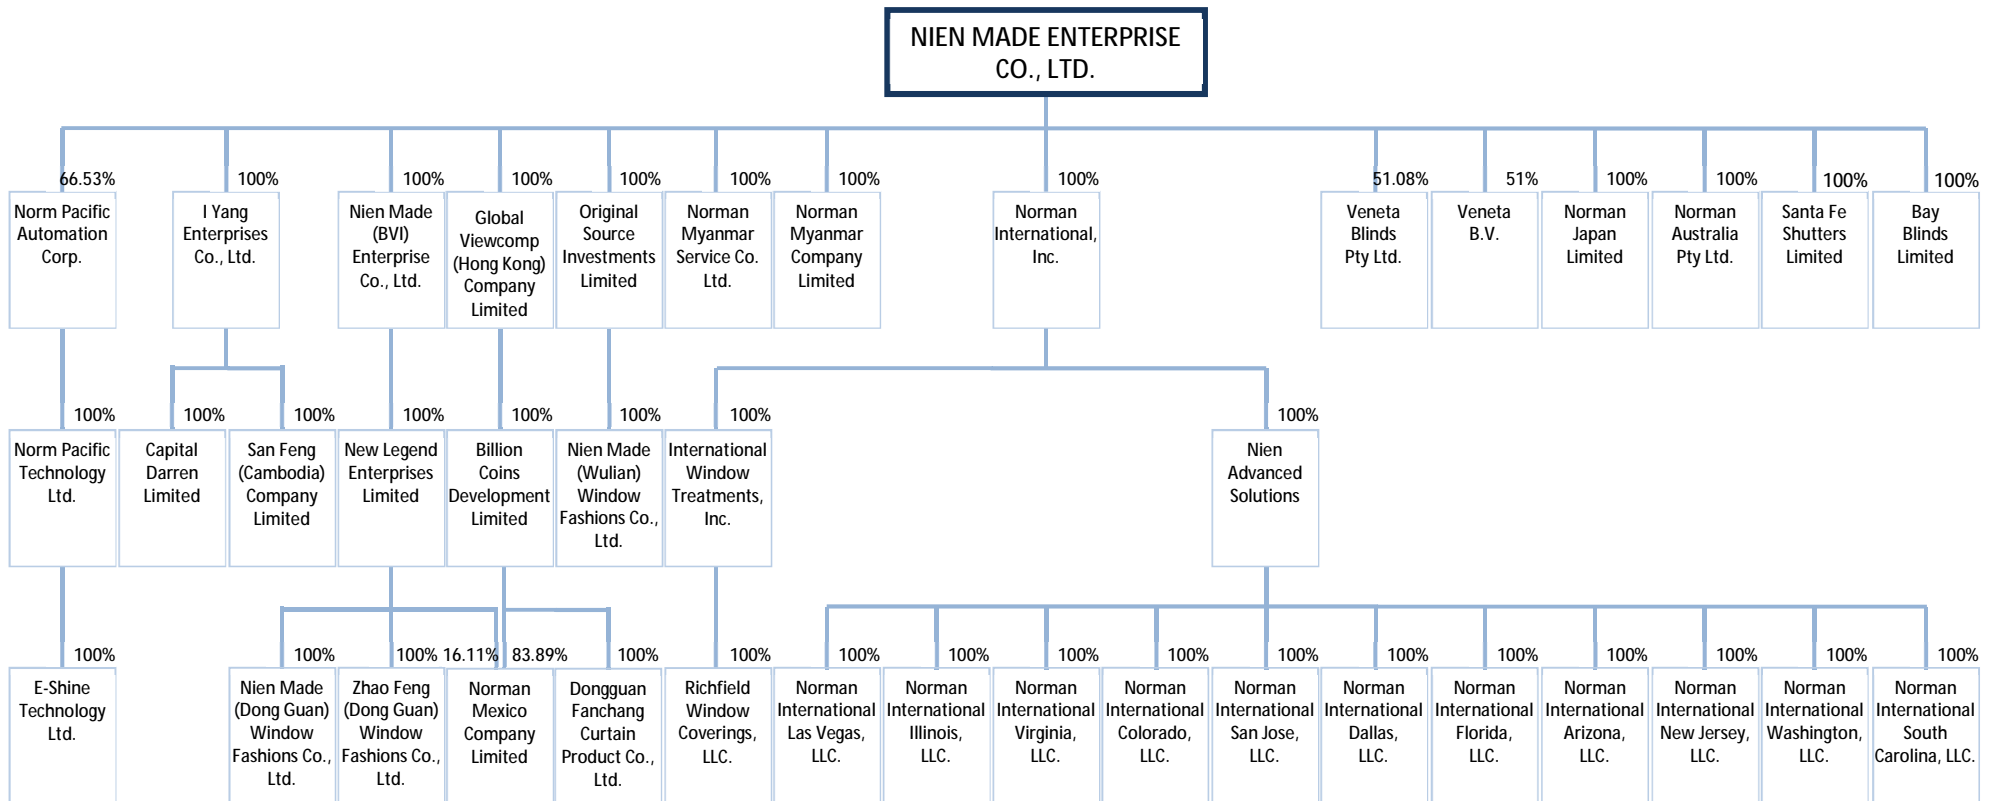 NIEN MADE ENTERPRISE
CO., LTD.
66.53%
Norm Pacific
Automation
Corp.
100%
I Yang
Enterprises
Co., Ltd.
100%
Nien Made
(BVI)
Enterprise
Co., Ltd.
100%
Global
Viewcomp
(Hong Kong)
Company
Limited
100%
Original
Source
Investments
Limited
100%
Norman
Myanmar
Service Co.
Ltd.
100%
Norman
Myanmar
Company
Limited
100%
Norman
International,
Inc.
51.08%
Veneta
Blinds
Pty Ltd.
51%
Veneta
B.V.
100%
Norman
Japan
Limited
100%
Norman
Australia
Pty Ltd.
100%
Santa Fe
Shutters
Limited
100%
Bay
Blinds
Limited
100%
Norm Pacific
Technology
Ltd.
100%
Capital
Darren
Limited
100%
San Feng
(Cambodia)
Company
Limited
100%
New Legend
Enterprises
Limited
100%
Billion
Coins
Development
Limited
100%
Nien Made
(Wulian)
Window
Fashions Co.,
Ltd.
100%
International
Window
Treatments,
Inc.
100%
Nien
Advanced
Solutions
100%
E-Shine
Technology
Ltd.
100%
Nien Made
(Dong Guan)
Window
Fashions Co.,
Ltd.
100%
Zhao Feng
(Dong Guan)
Window
Fashions Co.,
Ltd.
16.11% 83.89%
Norman
Mexico
Company
Limited
100%
Dongguan
Fanchang
Curtain
Product Co.,
Ltd.
100%
Richfield
Window
Coverings,
LLC.
100%
Norman
International
Las Vegas,
LLC.
100%
Norman
International
Illinois,
LLC.
100%
Norman
International
Virginia,
LLC.
100%
Norman
International
Colorado,
LLC.
100%
Norman
International
San Jose,
LLC.
100%
Norman
International
Dallas,
LLC.
100%
Norman
International
Florida,
LLC.
100%
Norman
International
Arizona,
LLC.
100%
Norman
International
New Jersey,
LLC.
100%
Norman
International
Washington,
LLC.
100%
Norman
International
South
Carolina, LLC.